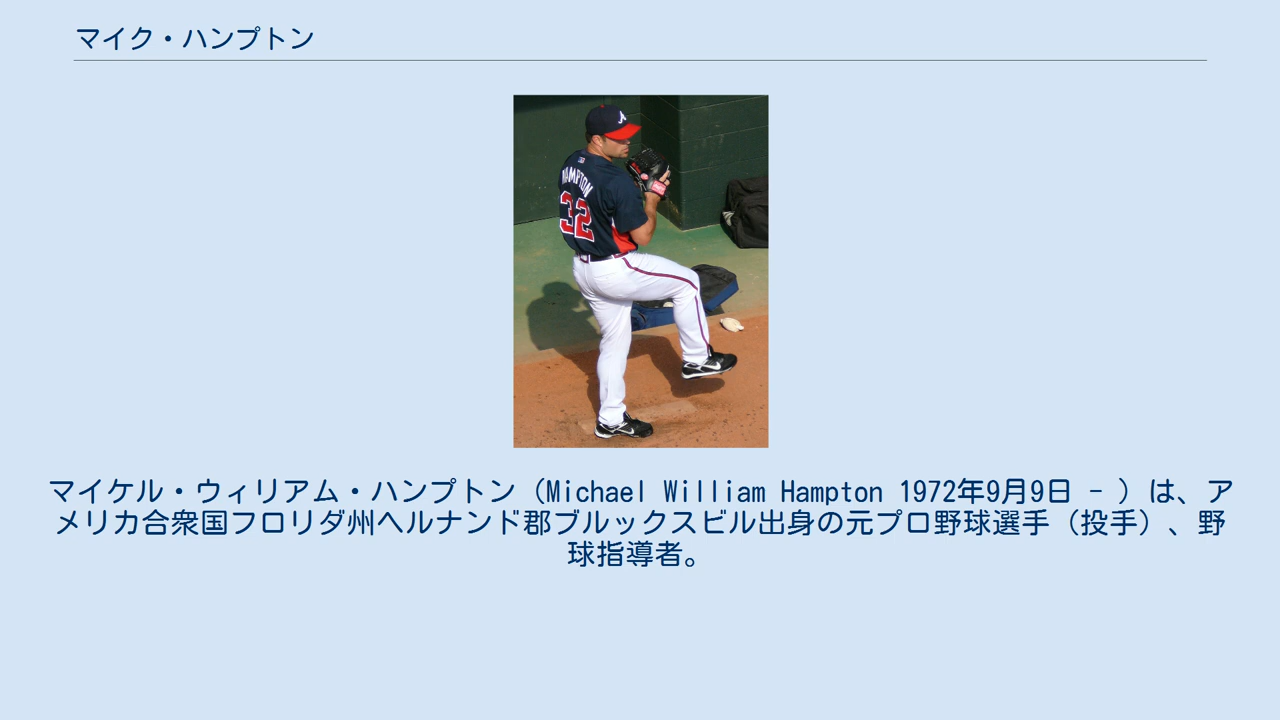 マイク・ハンプトン
HAMPTON
32
マイケル・ウィリアム・ハンプトン（Michael William Hampton 1972年9月9日 - ）は、ア
メリカ合衆国フロリダ州ヘルナンド郡ブルックスビル出身の元プロ野球選手（投手）、野
球指導者。